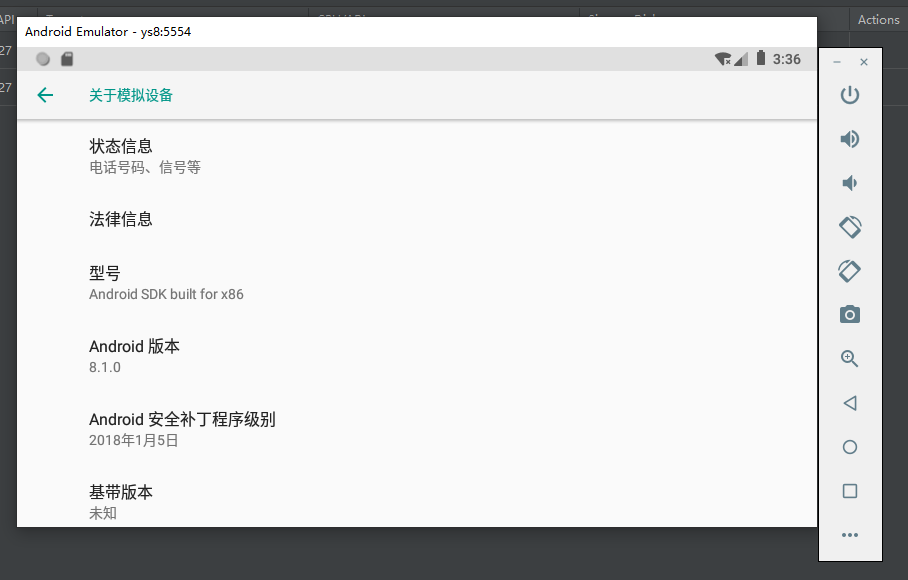 API
Actions
Android Emulator - ys8:5554
27
3:36
27
关于模拟设备
状态信息
电话号码、信号等
法律信息
型号
Android SDK built for x86
Android 版本
8.1.0
Android 安全补丁程序级别
2018年1月5日
基带版本
未知